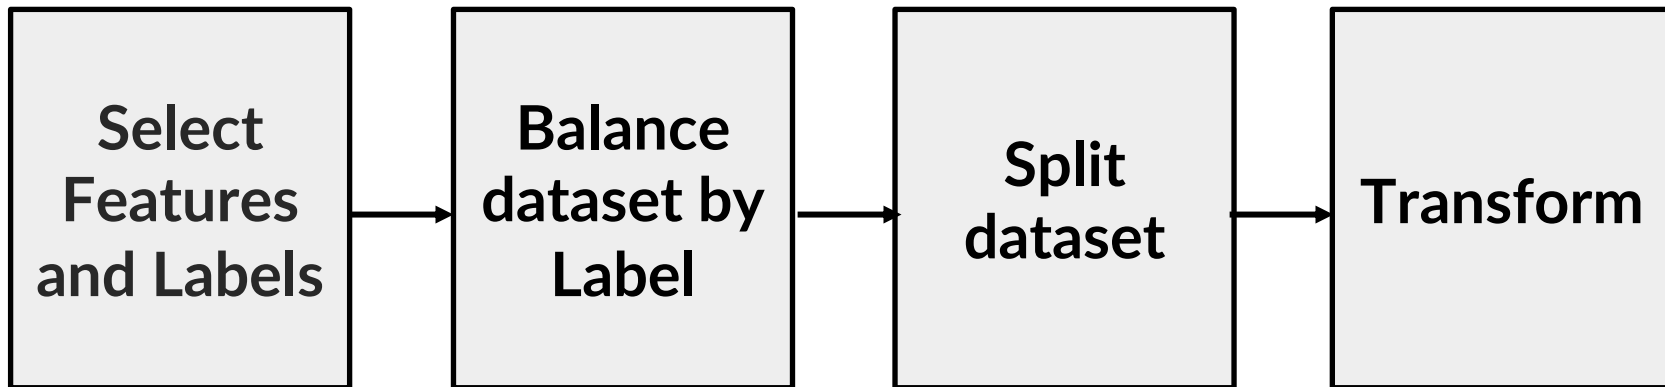 Select
Features
and Labels
Balance
dataset by
Label
Split
dataset
Transform